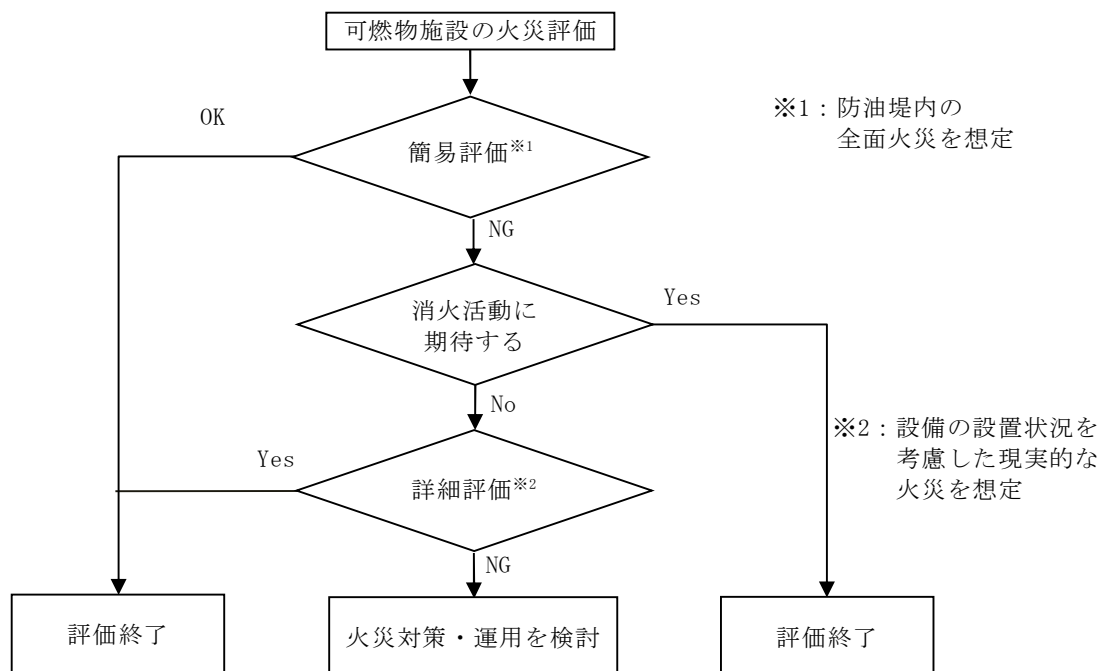 可燃物施設の火災評価
OK
簡易評価※1
※1：防油堤内の
全面火災を想定
NG
消火活動に
期待する
Yes
No
※2：設備の設置状況を
考慮した現実的な
火災を想定
Yes
詳細評価※2
NG
評価終了
火災対策・運用を検討
評価終了